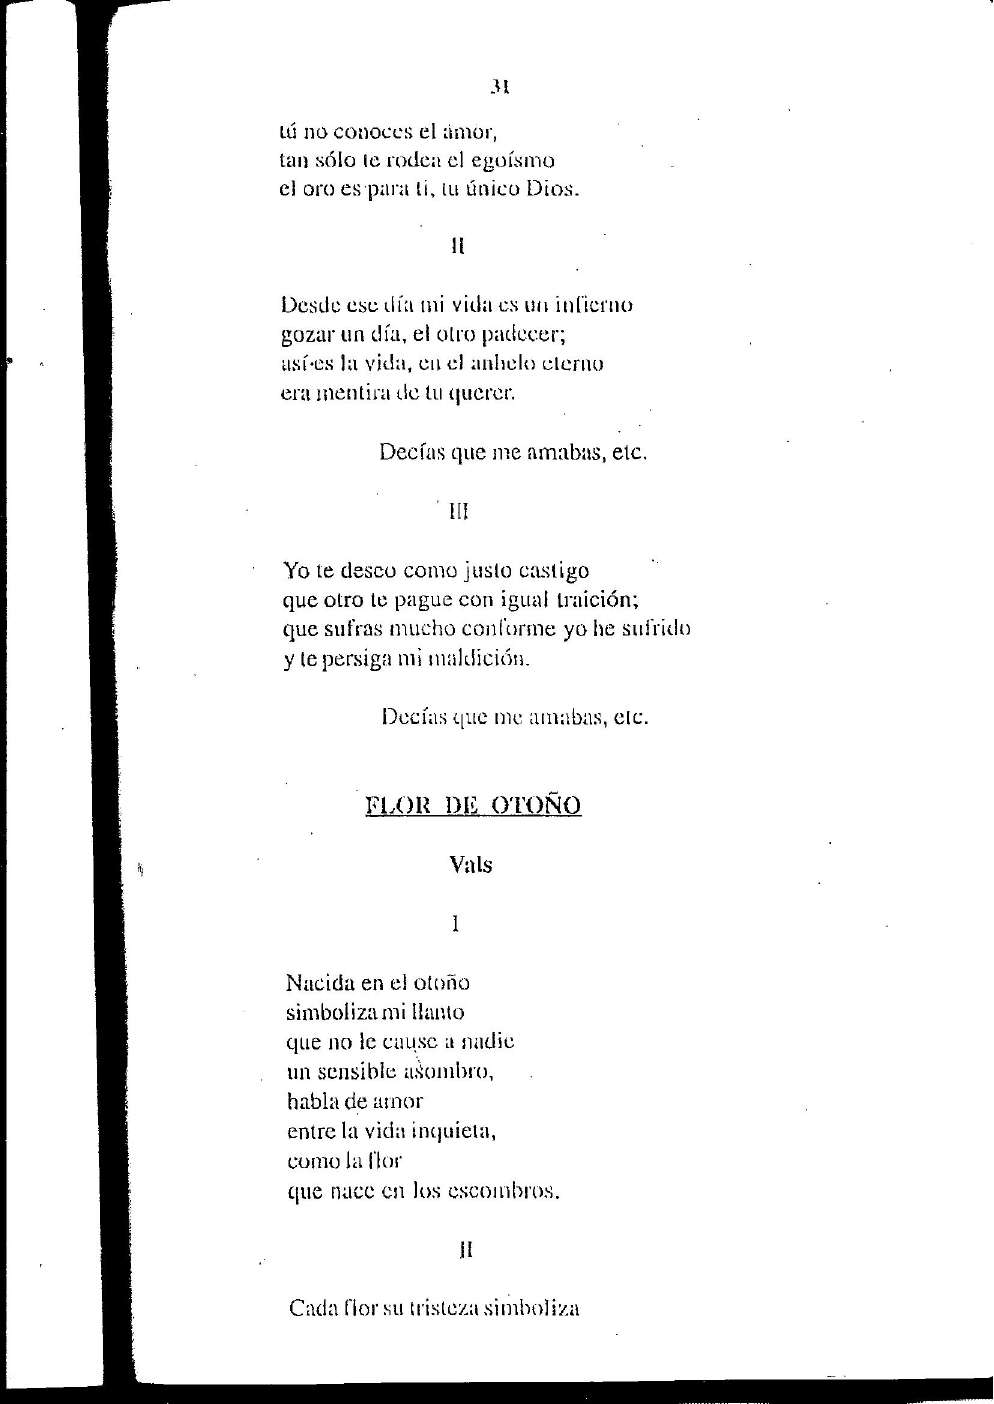 31
tú no conoces el amor,
tan sólo te rodea el egoísmo
el oro es para ti, tu único Dios.
II
Desde ese día mi vida es un infierno
gozar un día, el otro padecer;
así es la vida, en el anhelo eterno
era mentira de tu querer.
Decías que me amabas, etc.
III
Yo te deseo como justo castigo
que otro te pague con igual traición;
que sufras mucho conforme yo he sufrido
y te persiga mi maldición.
Decías que me amabas, etc.
FLOR DE OTOÑO
Vals
I
Nacida en el otoño
simboliza mi llanto
que no le cause a nadie
un sensible asombro,
habla de amor
entre la vida inquieta,
como la flor
que nace en los escombros.
II
Cada flor su tristeza simboliza